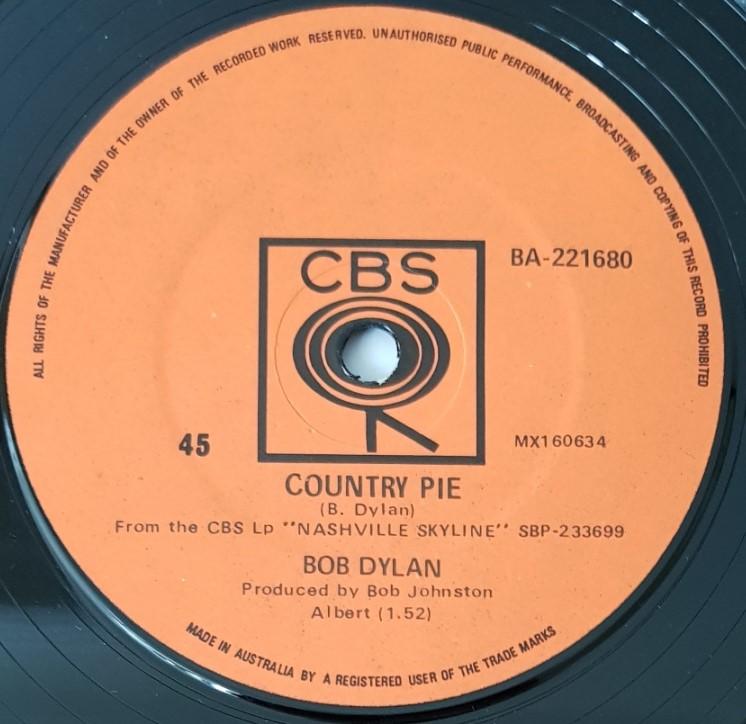 ALL RIGHTS OF THE MANUFACTURER AND OF THE OWNER OF THE RECORDED WORK RESERVED. UNAUTHORISED PUBLIC PERFORMANCE, BROADCASTING AND COPYING OF THIS RECORD PROHIBITED
CBS
BA-221680
45
MX160634
COUNTRY PIE
(B. Dylan)
From the CBS Lp "NASHVILLE SKYLINE" SBP-233699
BOB DYLAN
Produced by Bob Johnston
Albert (1.52)
MADE IN AUSTRALIA BY A REGISTERED USER OF THE TRADE MARKS